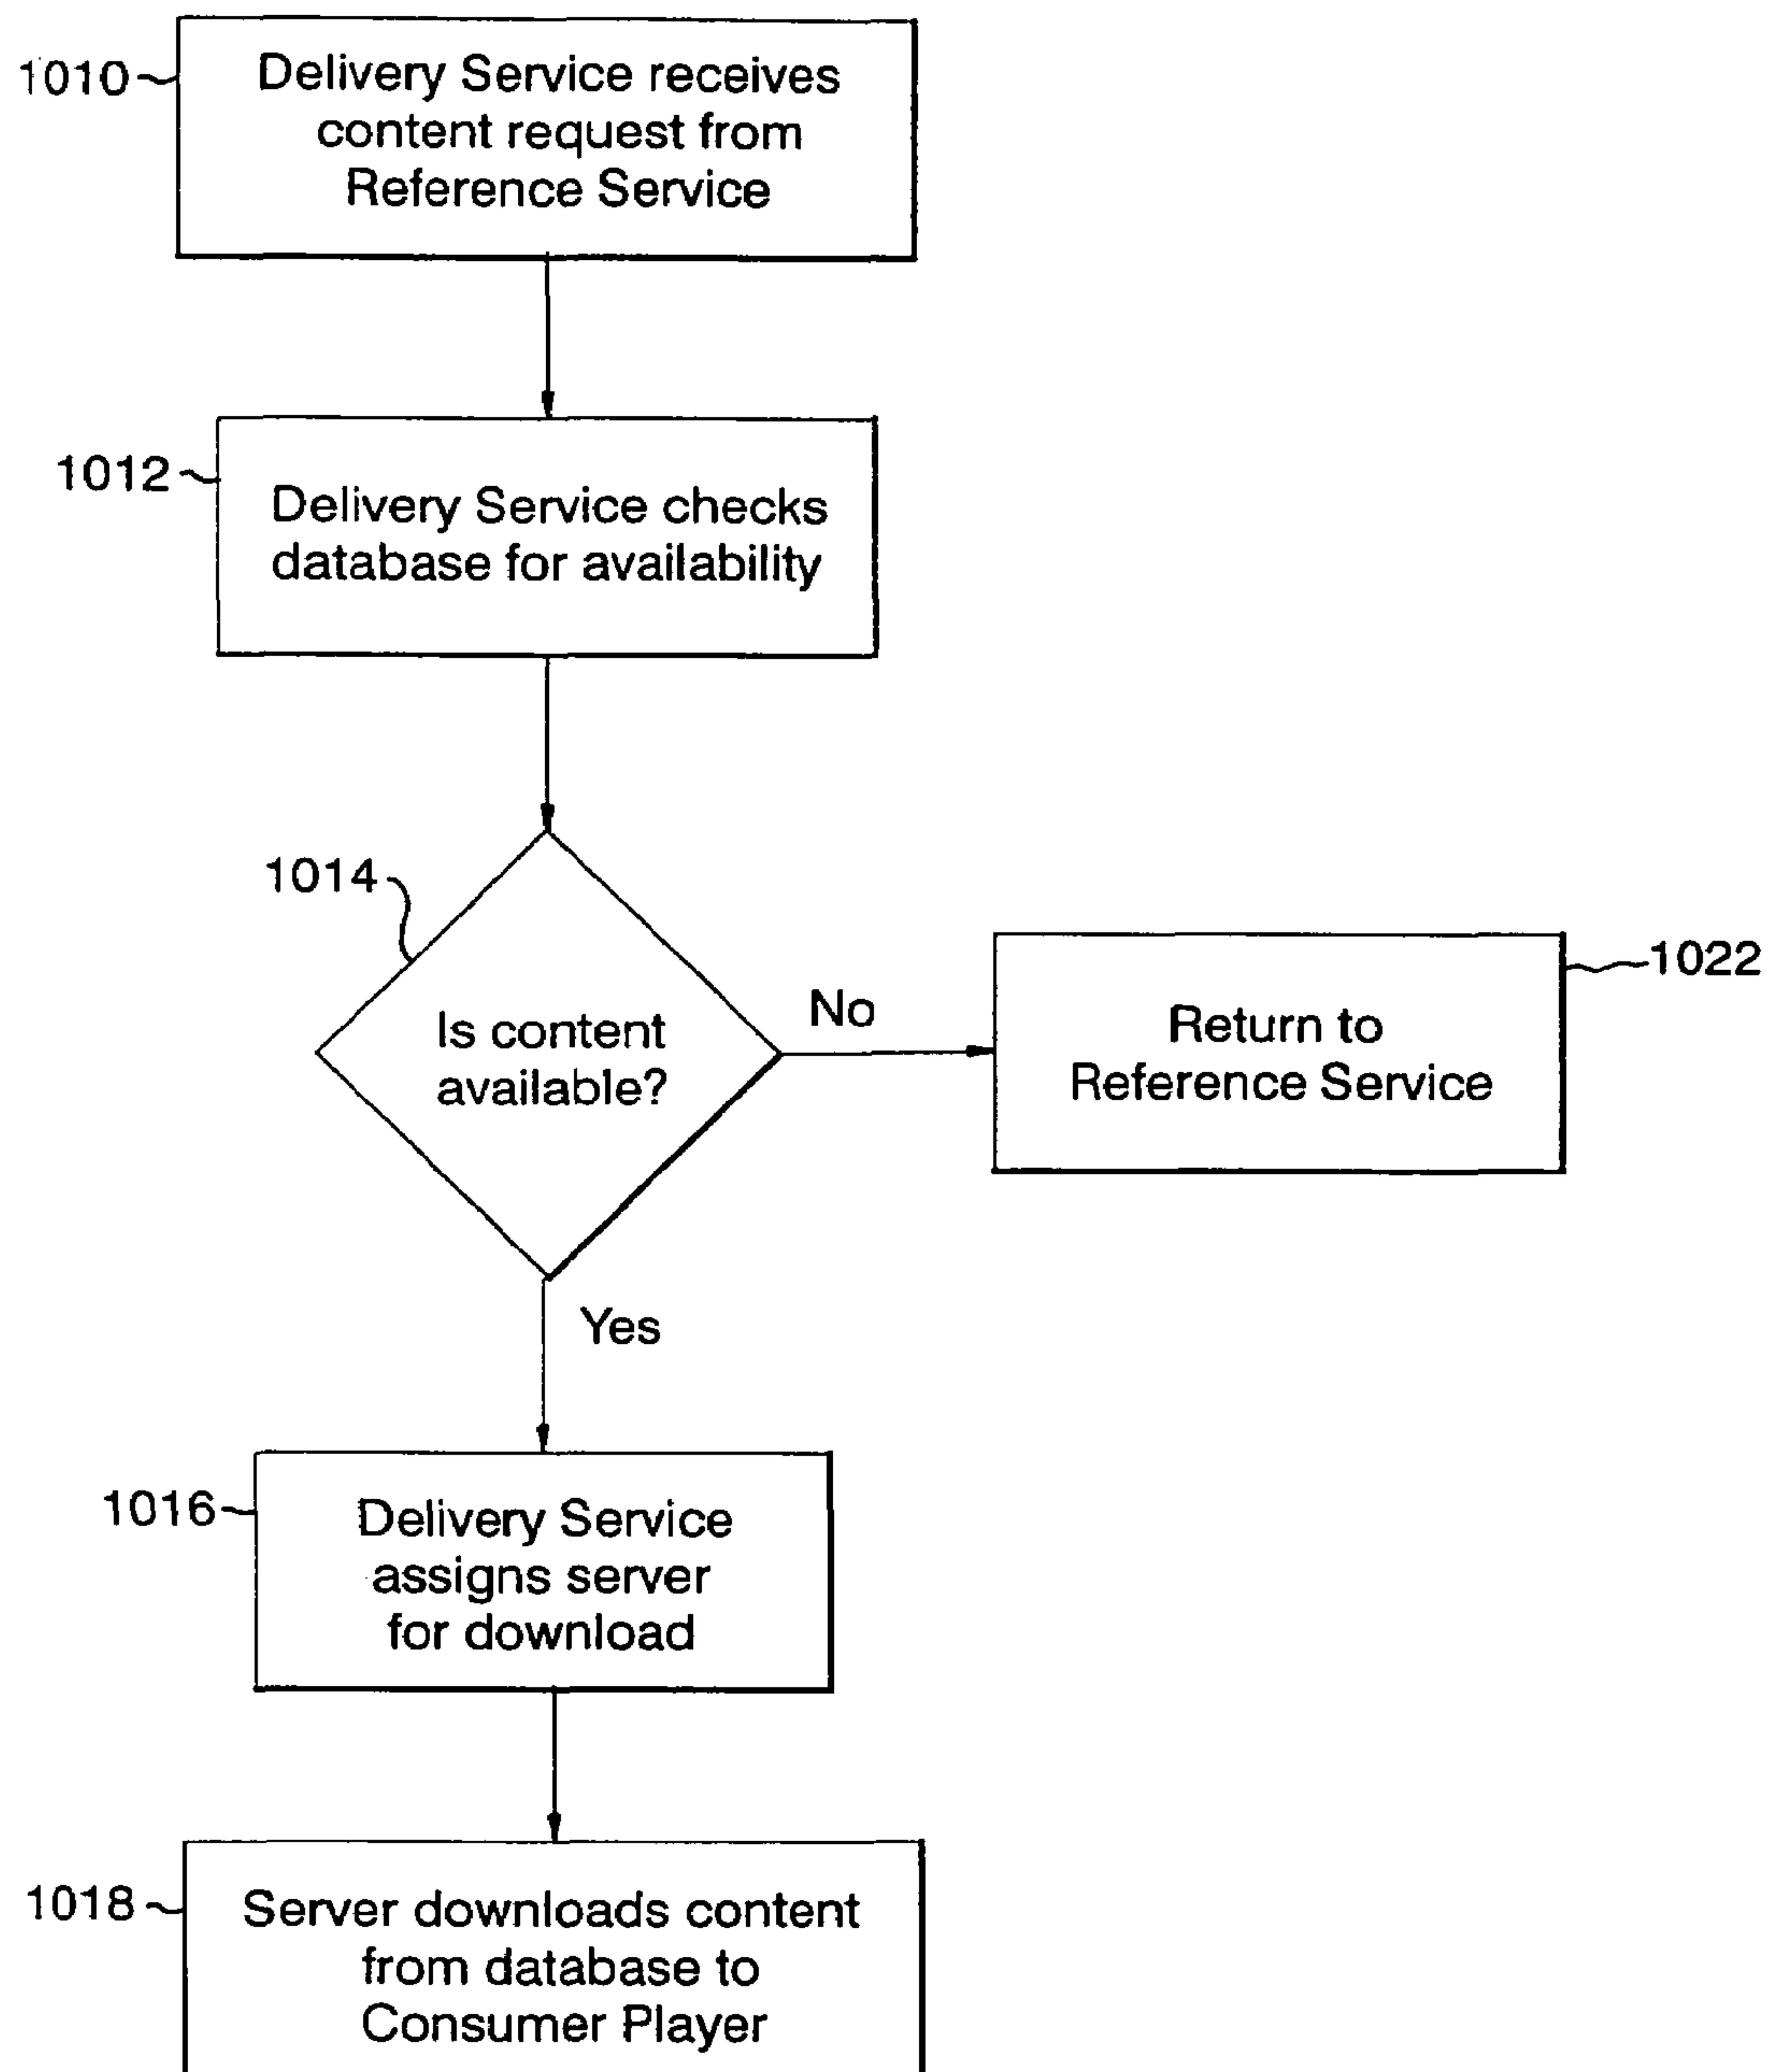 1010
Delivery Service receives
content request from
Reference Service
1012
Delivery Service checks
database for availability
1014
Is content
available?
No
1022
Return to
Reference Service
Yes
1016
Delivery Service
assigns server
for download
1018
Server downloads content
from database to
Consumer Player